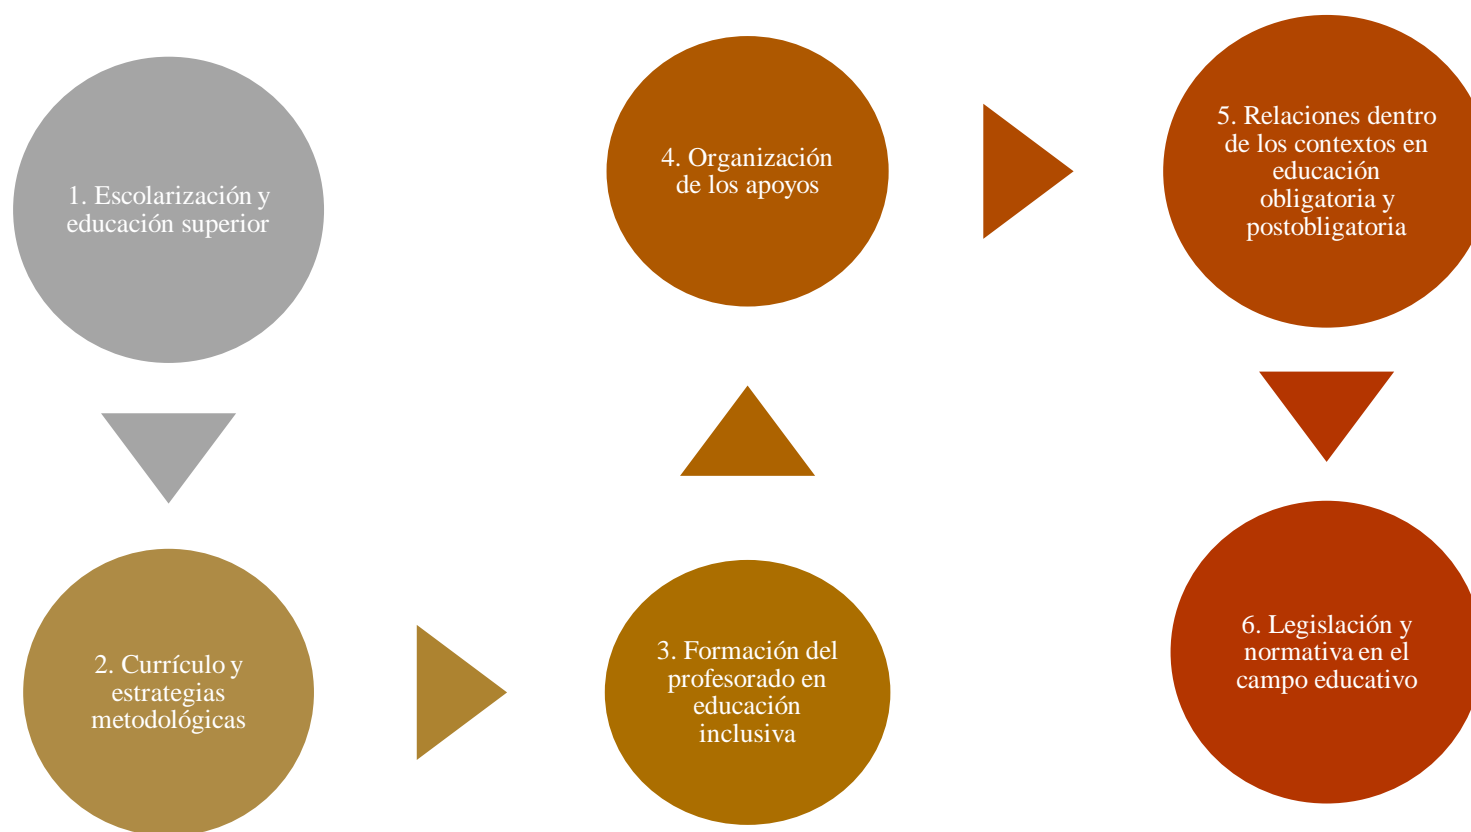 1. Escolarización y
educación superior
2. Currículo y
estrategias
metodológicas
3. Formación del
profesorado en
educación
inclusiva
4. Organización
de los apoyos
5. Relaciones dentro
de los contextos en
educación
obligatoria y
postobligatoria
6. Legislación y
normativa en el
campo educativo